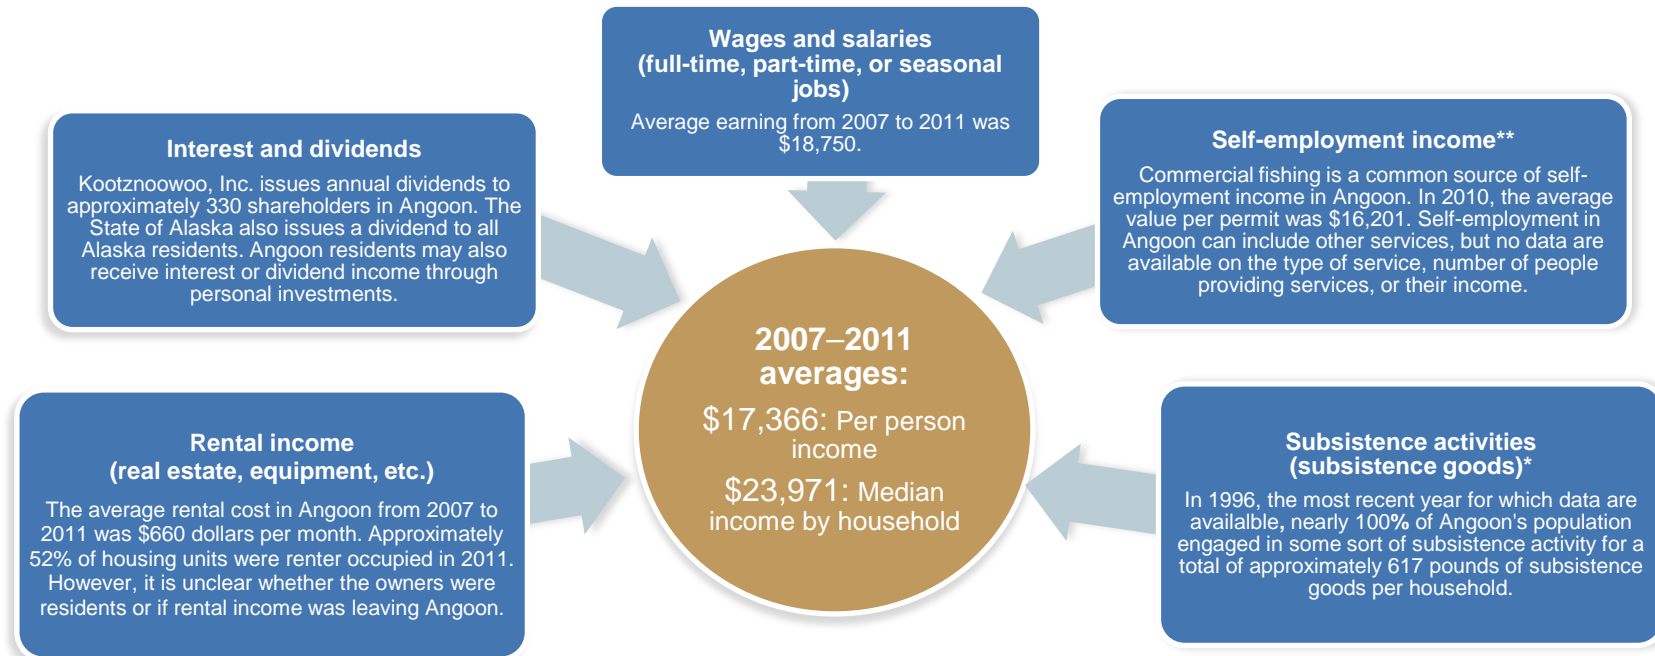 Wages and salaries
(full-time, part-time, or seasonal
jobs)
Average earning from 2007 to 2011 was
$18,750.
Interest and dividends
Kootznoowoo, Inc. issues annual dividends to
approximately 330 shareholders in Angoon. The
State of Alaska also issues a dividend to all
Alaska residents. Angoon residents may also
receive interest or dividend income through
personal investments.
Self-employment income**
Commercial fishing is a common source of self-
employment income in Angoon. In 2010, the average
value per permit was $16,201. Self-employment in
Angoon can include other services, but no data are
available on the type of service, number of people
providing services, or their income.
2007–2011
averages:
$17,366: Per person
income
$23,971: Median
income by household
Rental income
(real estate, equipment, etc.)
The average rental cost in Angoon from 2007 to
2011 was $660 dollars per month. Approximately
52% of housing units were renter occupied in 2011.
However, it is unclear whether the owners were
residents or if rental income was leaving Angoon.
Subsistence activities
(subsistence goods)*
In 1996, the most recent year for which data are
availalble, nearly 100% of Angoon's population
engaged in some sort of subsistence activity for a
total of approximately 617 pounds of subsistence
goods per household.